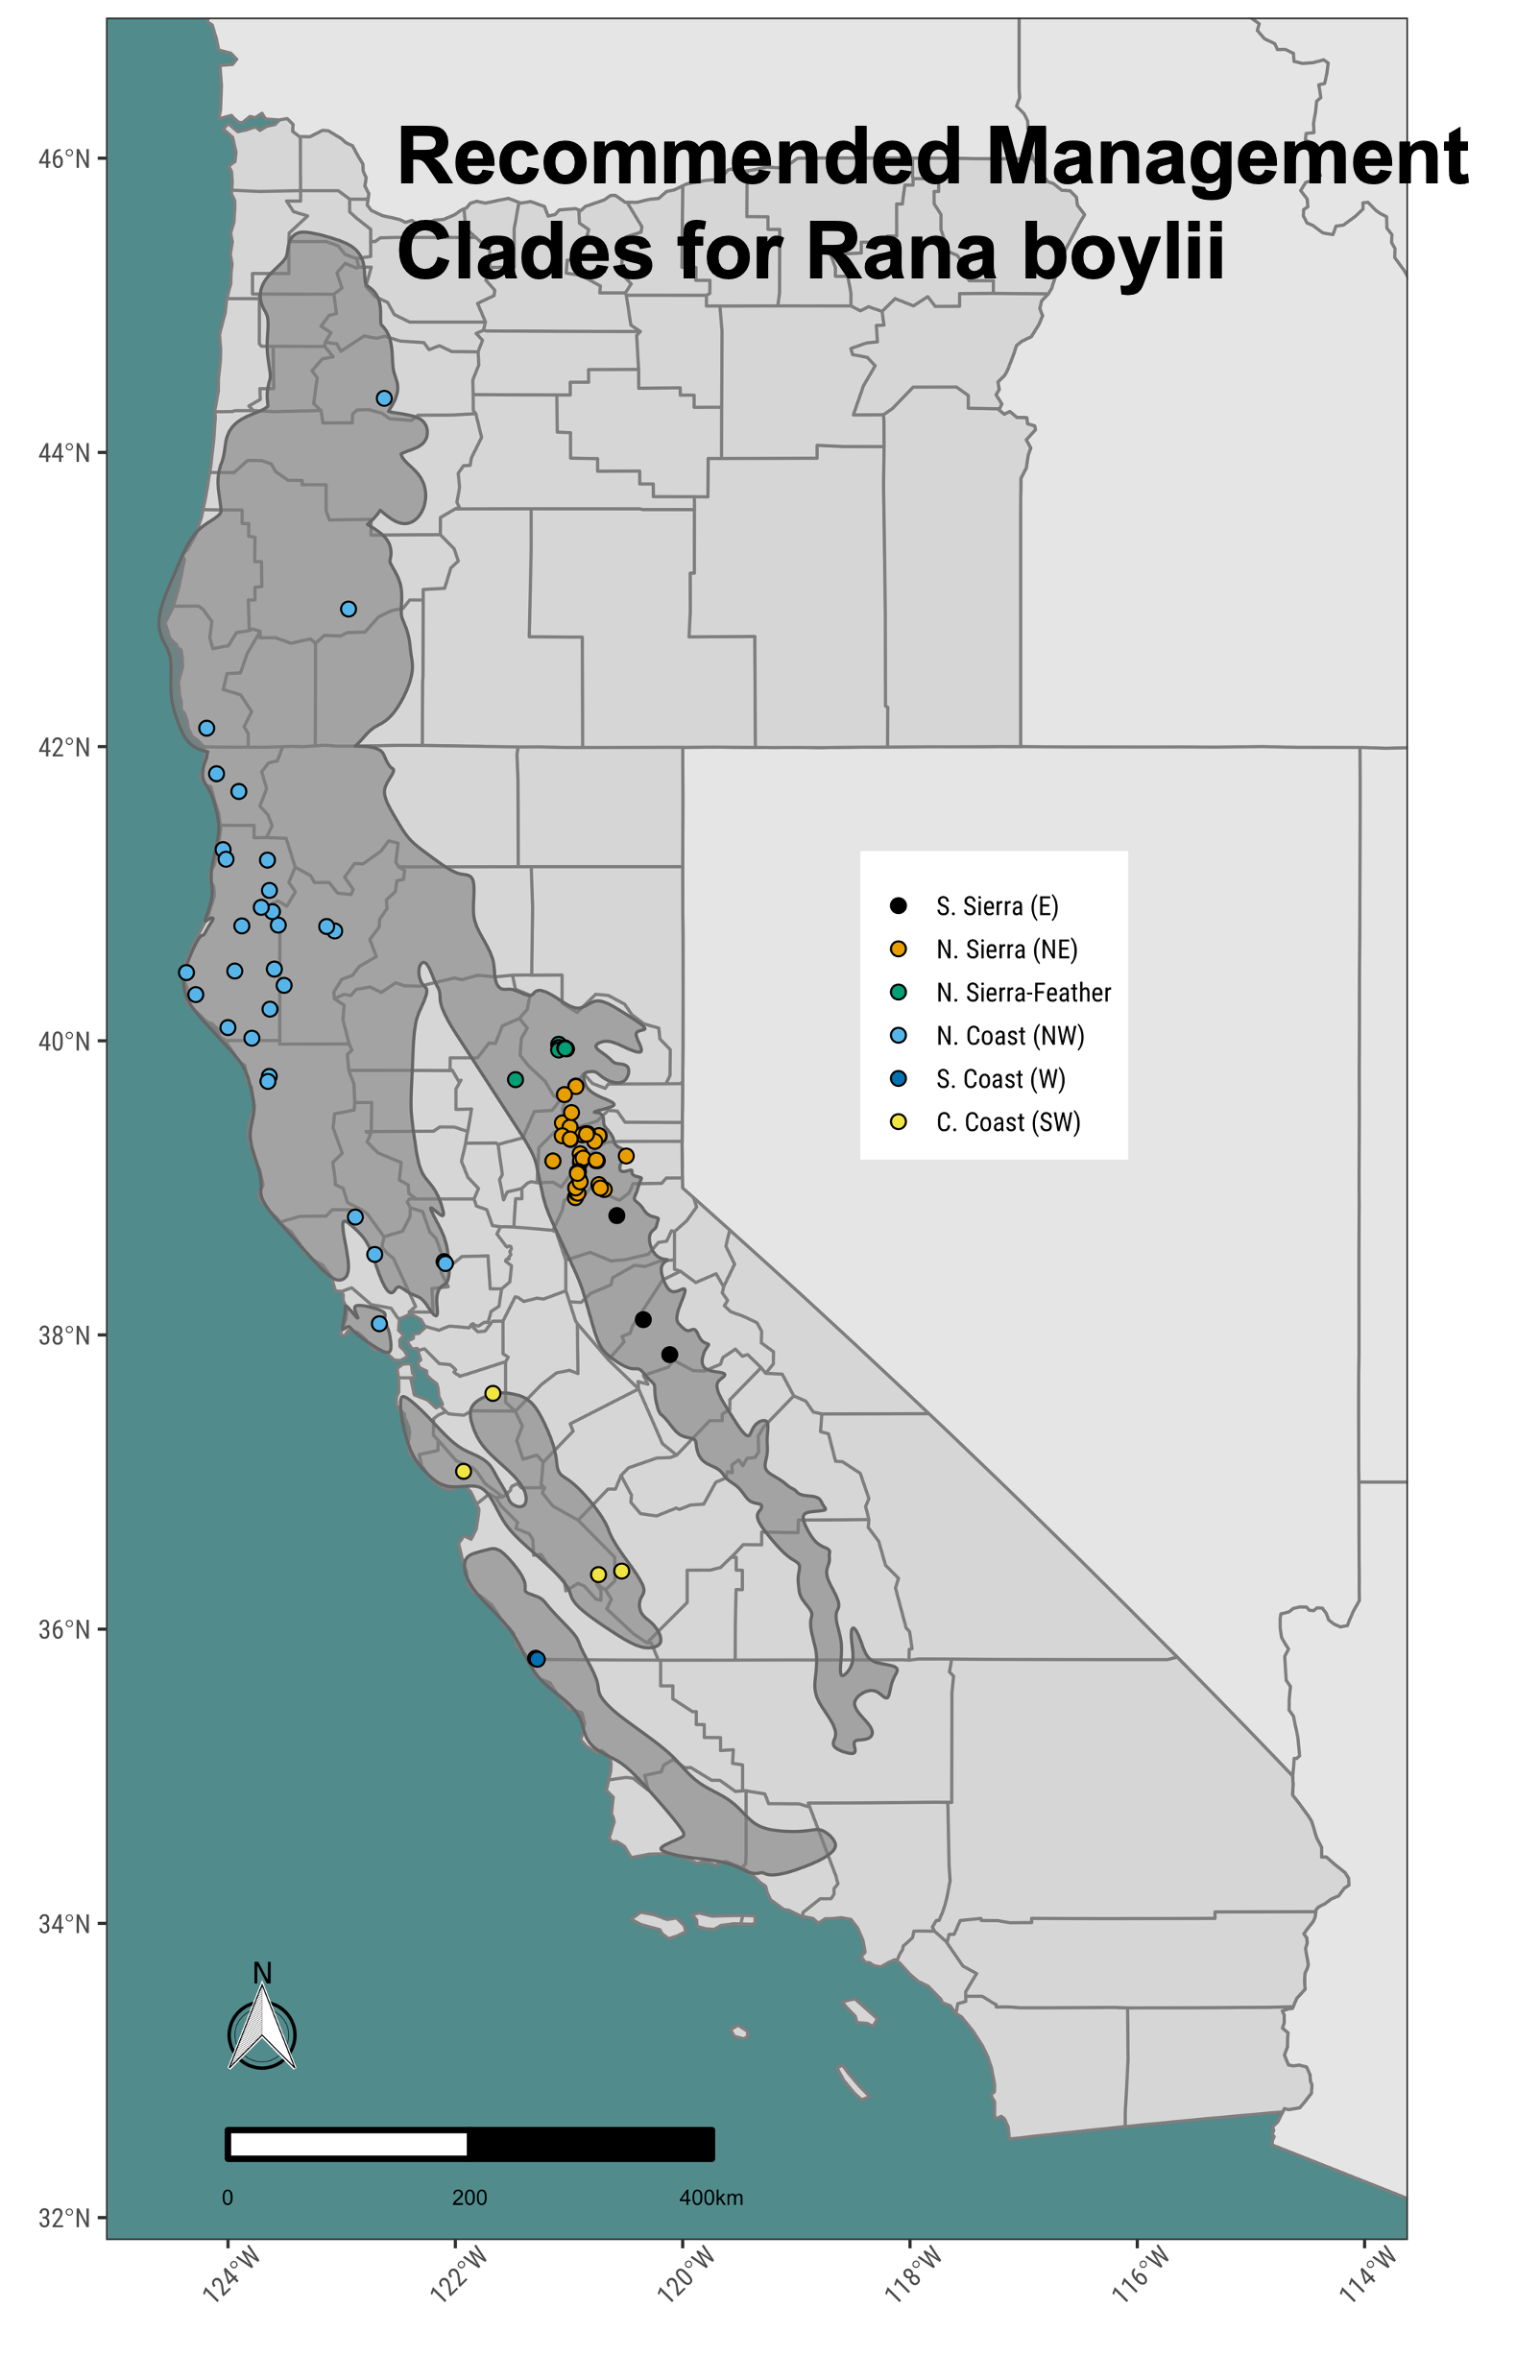 Recommended Management
Clades for Rana boylii
46°N
44°N
42°N
40°N
38°N
36°N
34°N
32°N
S. Sierra (E)
N. Sierra (NE)
N. Sierra-Feather
N. Coast (NW)
S. Coast (W)
C. Coast (SW)
N
0 200 400km
124°W 122°W 120°W 118°W 116°W 114°W